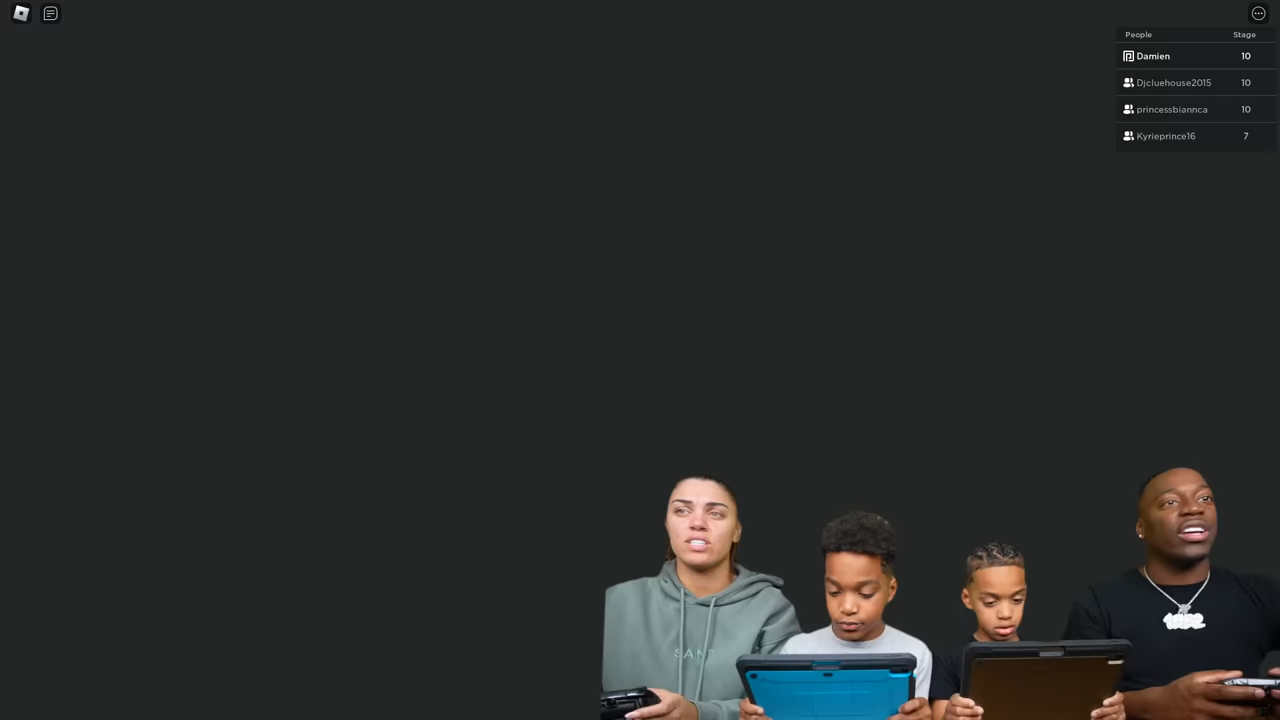 People Stage
Damien 10
Djcluehouse2015 10
princessbiannca 10
Kyrieprince16 7